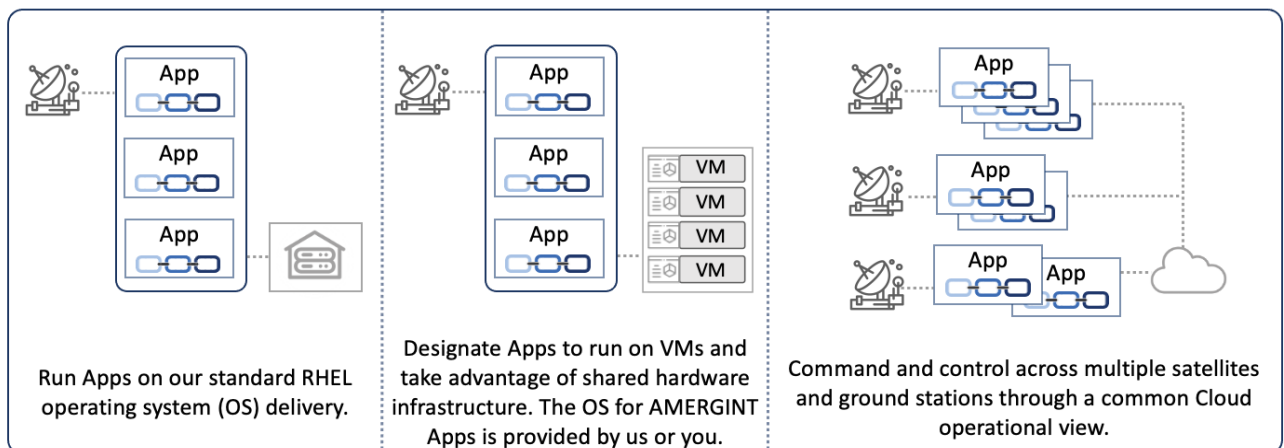 App
App
App
Run Apps on our standard RHEL
operating system (OS) delivery.
App
App
App
VM
VM
VM
VM
Designate Apps to run on VMs and
take advantage of shared hardware
infrastructure. The OS for AMERGINT
Apps is provided by us or you.
App
App
App
App
Command and control across multiple satellites
and ground stations through a common Cloud
operational view.